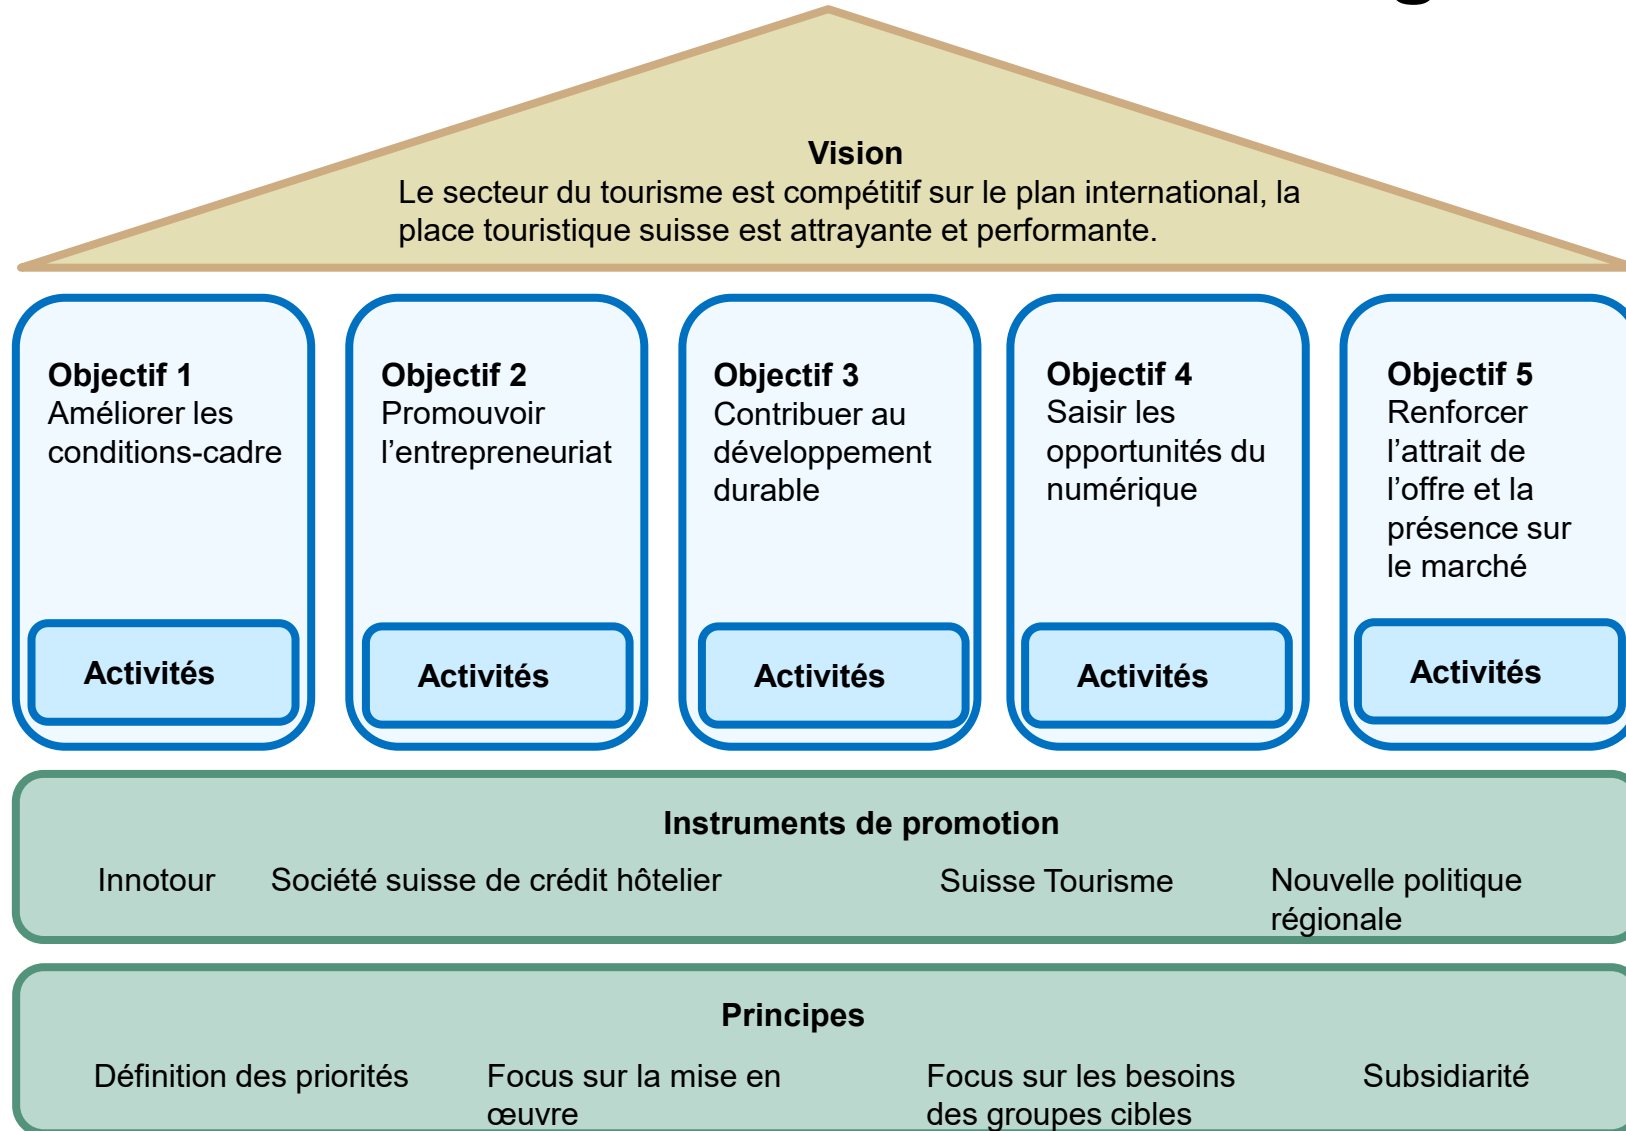 Vision
Le secteur du tourisme est compétitif sur le plan international, la
place touristique suisse est attrayante et performante.
Objectif 1
Améliorer les
conditions-cadre
Activités
Objectif 2
Promouvoir
l’entrepreneuriat
Activités
Objectif 3
Contribuer au
développement
durable
Activités
Objectif 4
Saisir les
opportunités du
numérique
Activités
Objectif 5
Renforcer
l’attrait de
l’offre et la
présence sur
le marché
Activités
Instruments de promotion
Innotour
Société suisse de crédit hôtelier
Suisse Tourisme
Nouvelle politique
régionale
Principes
Définition des priorités
Focus sur la mise en
œuvre
Focus sur les besoins
des groupes cibles
Subsidiarité